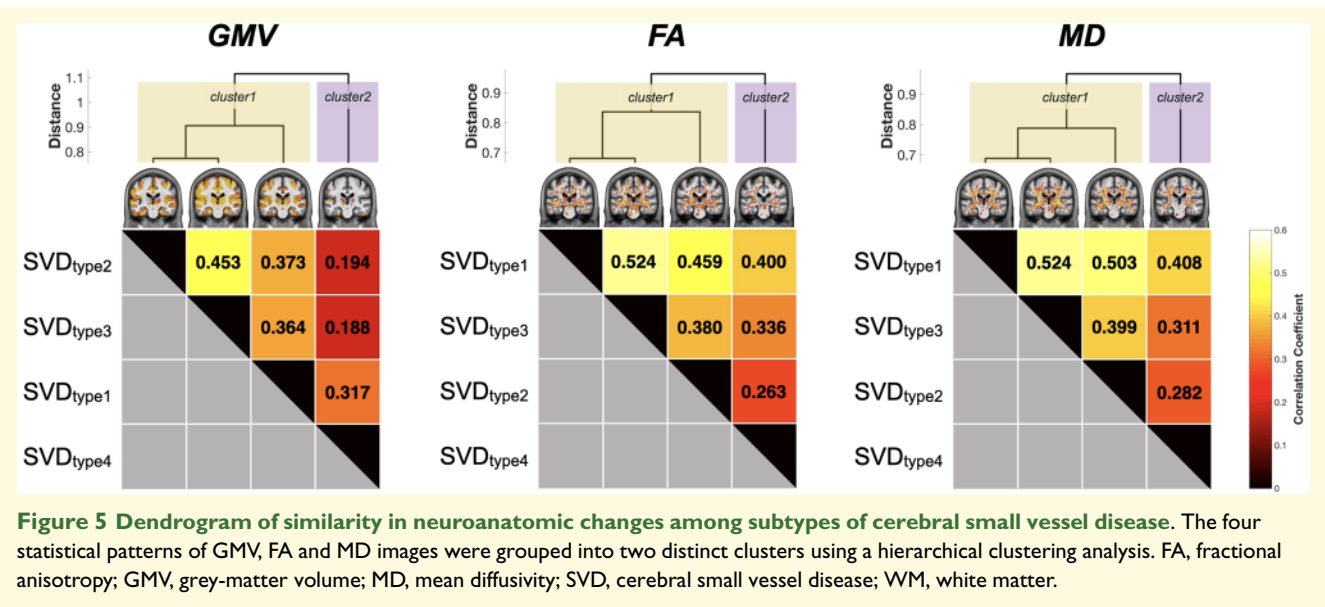 GMV
FA
MD
Distance
1.1
1
0.9
0.8
cluster1
cluster2
Distance
0.9
0.8
0.7
cluster1
cluster2
Distance
0.9
0.8
0.7
cluster1
cluster2
SVDtype2
0.453
0.373
0.194
SVDtype3
0.364
0.188
SVDtype1
0.317
SVDtype4
SVDtype1
0.524
0.459
0.400
SVDtype3
0.380
0.336
SVDtype2
0.263
SVDtype4
SVDtype1
0.524
0.503
0.408
SVDtype3
0.399
0.311
SVDtype2
0.282
SVDtype4
0.6
0.5
0.4
0.3
0.2
0.1
0
Correlation Coefficient
Figure 5 Dendrogram of similarity in neuroanatomic changes among subtypes of cerebral small vessel disease. The four
statistical patterns of GMV, FA and MD images were grouped into two distinct clusters using a hierarchical clustering analysis. FA, fractional
anisotropy; GMV, grey-matter volume; MD, mean diffusivity; SVD, cerebral small vessel disease; WM, white matter.